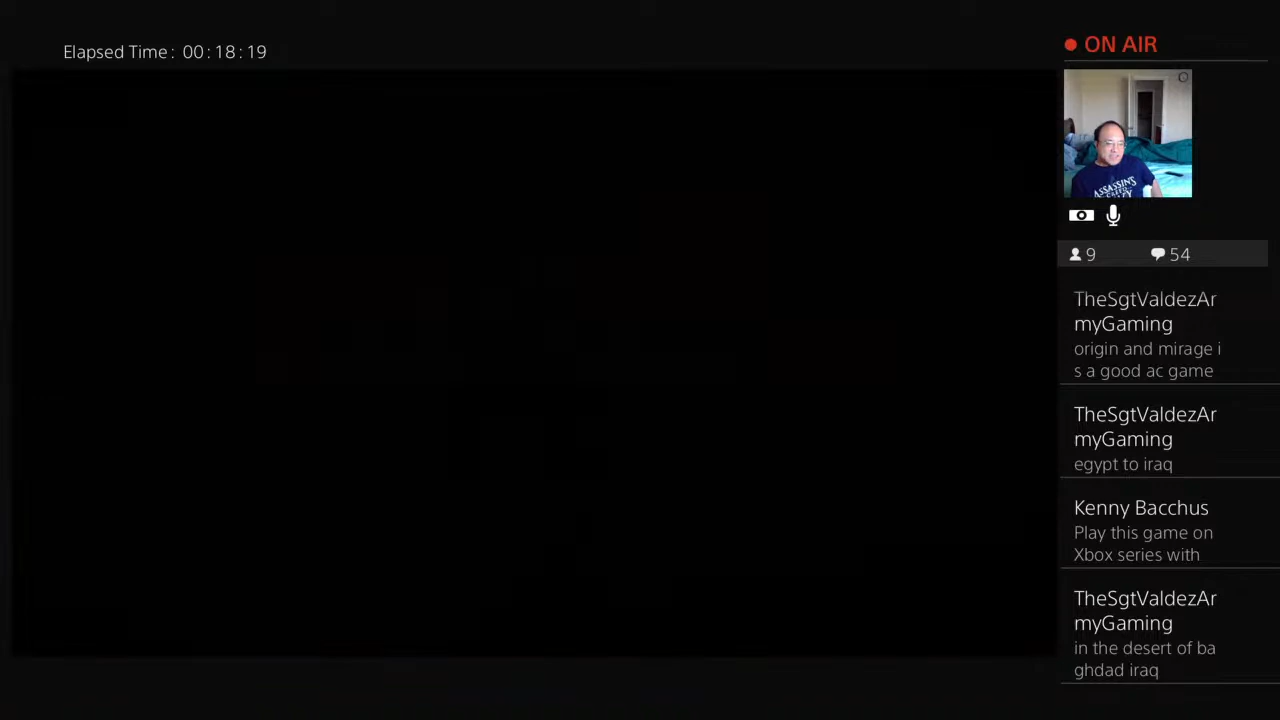 Elapsed Time: 00:18:19
ON AIR
ASSASSIN'S
9 54
TheSgtValdezAr
myGaming
origin and mirage i
s a good ac game
TheSgtValdezAr
myGaming
egypt to iraq
Kenny Bacchus
Play this game on
Xbox series with
TheSgtValdezAr
myGaming
in the desert of ba
ghdad iraq